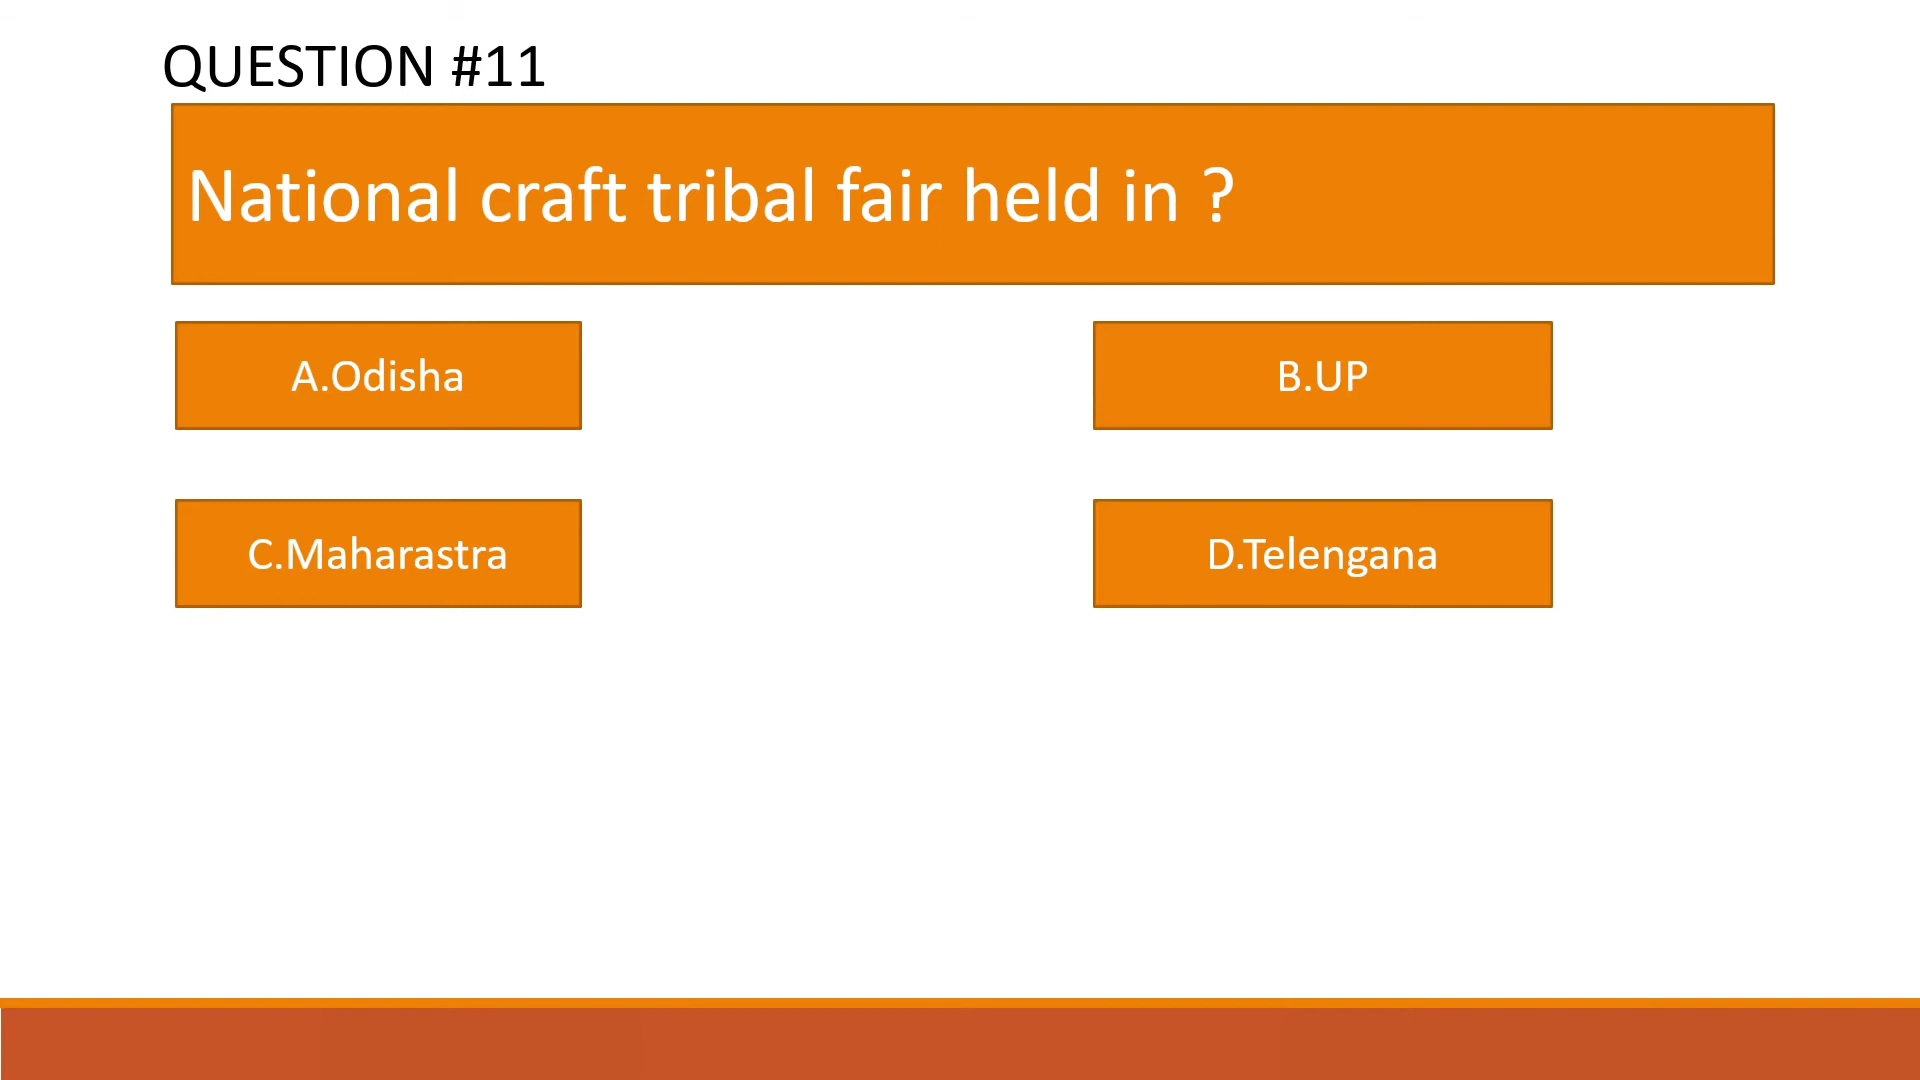 QUESTION #11
National craft tribal fair held in ?
A.Odisha
B.UP
C.Maharastra
D.Telengana